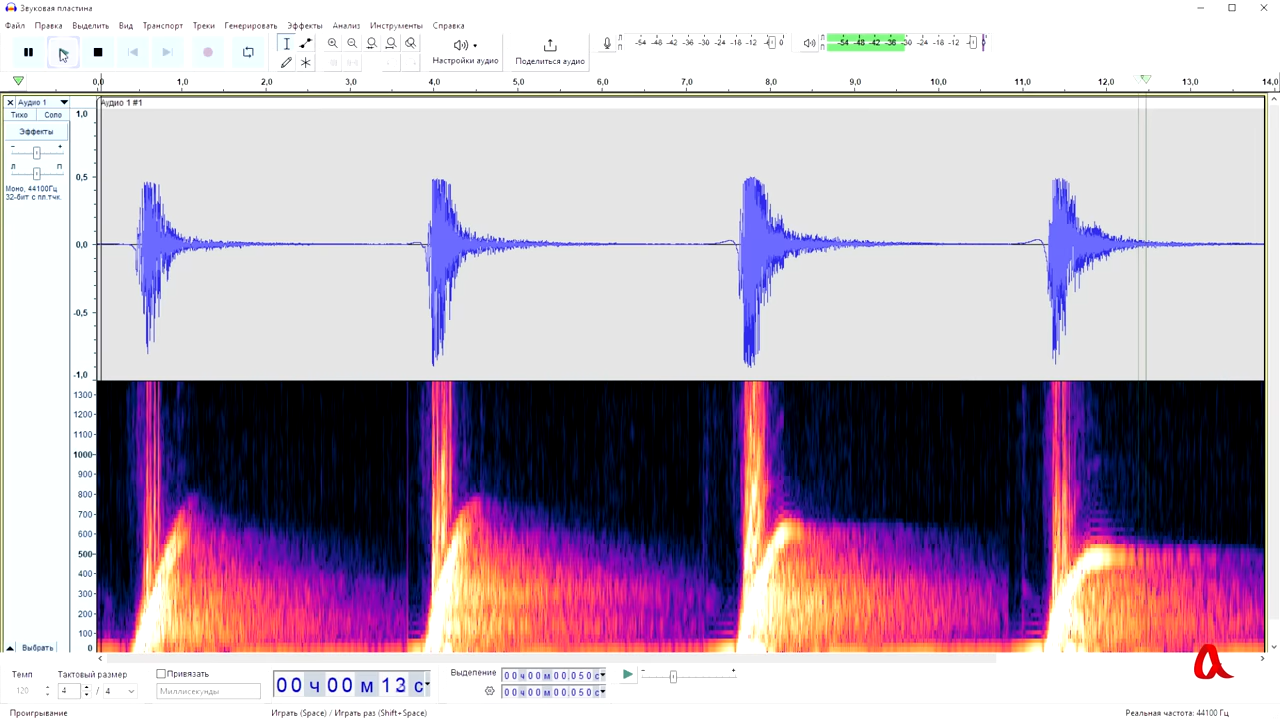 Звуковая пластина
Файл Правка Выделить Вид Транспорт Треки Генерировать Эффекты Анализ Инструменты Справка
Настройки аудио Поделиться аудио
-54 -48 -42 -36 -30 -24 -18 -12 -6 0
-54 -48 -42 -36 -30 -24 -18 -12 -6 0
0,0 1,0 2,0 3,0 4,0 5,0 6,0 7,0 8,0 9,0 10,0 11,0 12,0 13,0 14,0
Аудио 1
Аудио 1 #1
Тихо Соло
Эффекты
- +
Л П
Моно, 44100Гц
32-бит с пл.тчк.
1,0
0,5
0,0
-0,5
-1,0
1300
1200
1100
1000
900
800
700
600
500
400
300
200
100
0
Выбрать
a
Темп
120
Тактовый размер
4 / 4
Привязать
Миллисекунды
00 ч 00 м 13 с
Выделение
00 ч 00 м 00,050 с
00 ч 00 м 00,050 с
- +
Проигрывание
Играть (Space) / Играть раз (Shift+Space)
Реальная частота: 44100 Гц